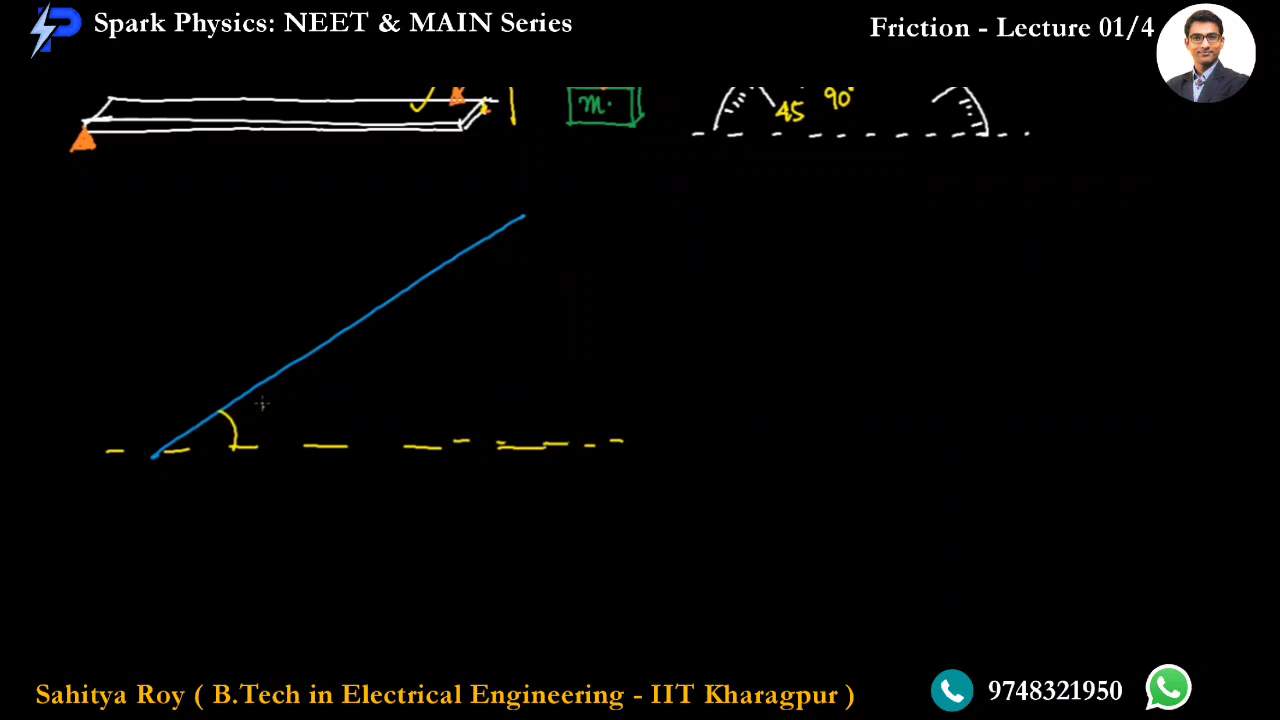 Spark Physics: NEET & MAIN Series
Friction - Lecture 01/4
m.
45 90°
Sahitya Roy ( B.Tech in Electrical Engineering - IIT Kharagpur )
9748321950